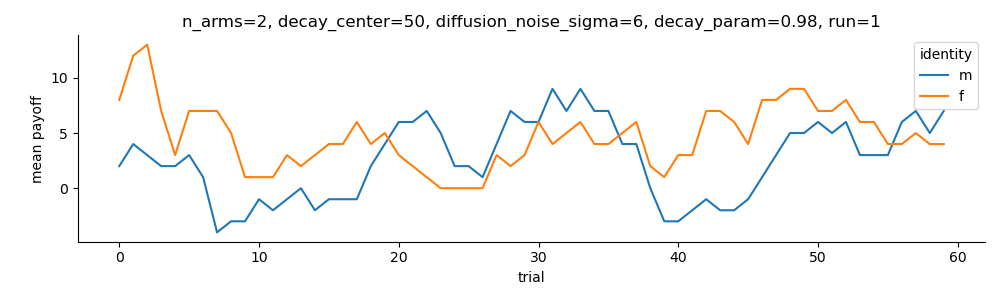 n_arms=2, decay_center=50, diffusion_noise_sigma=6, decay_param=0.98, run=1
identity
m
f
mean payoff
10
5
0
0 10 20 30 40 50 60
trial